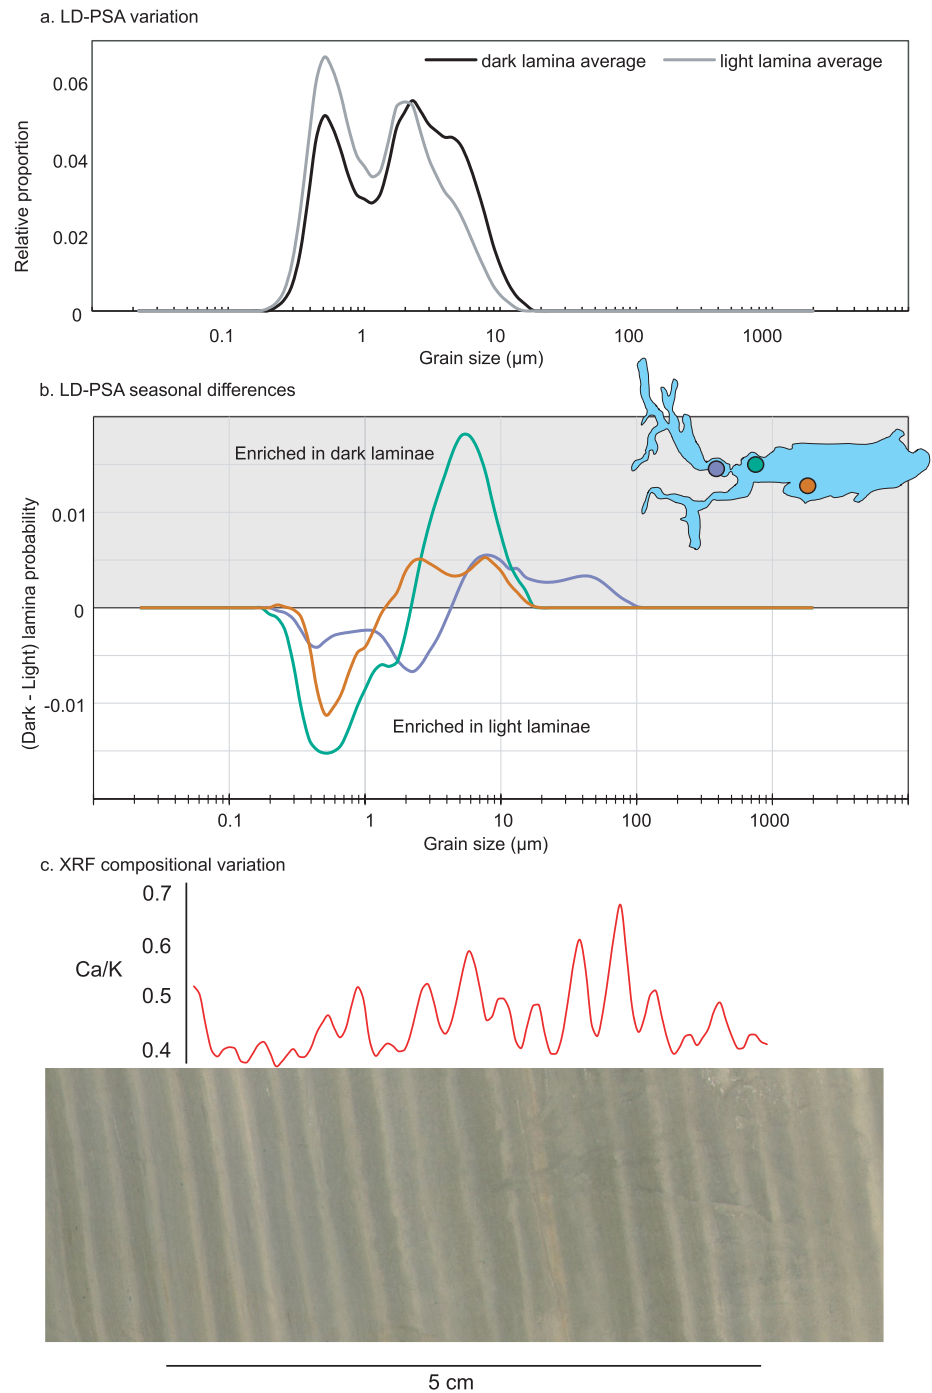 a. LD-PSA variation
dark lamina average
light lamina average
Relative proportion
0.06
0.04
0.02
0
0.1 1 10 100 1000
Grain size (µm)
b. LD-PSA seasonal differences
Enriched in dark laminae
(Dark - Light) lamina probability
0.01
0
-0.01
Enriched in light laminae
0.1 1 10 100 1000
Grain size (µm)
c. XRF compositional variation
0.7
0.6
Ca/K
0.5
0.4
5 cm